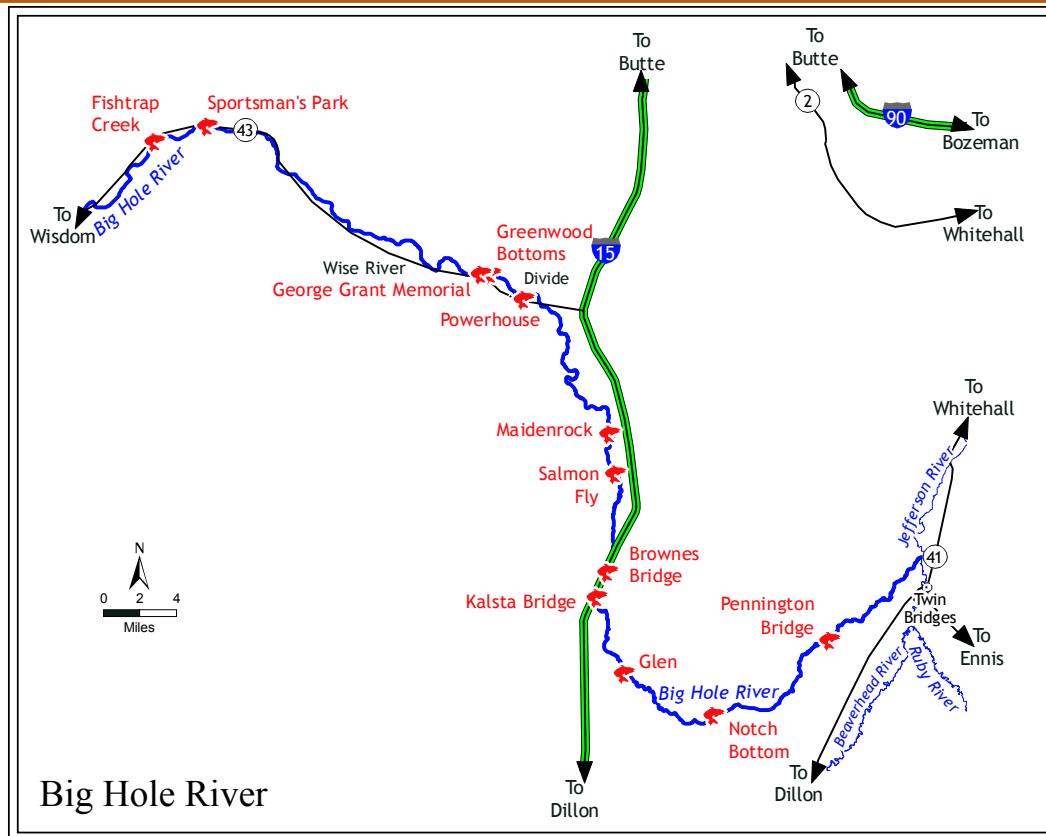 To
Butte
To
Butte
2
90
To
Bozeman
Fishtrap
Creek
Sportsman's Park
43
Big Hole River
To
Wisdom
To
Whitehall
Greenwood
Bottoms
15
Wise River
Divide
George Grant Memorial
Powerhouse
To
Whitehall
Maidenrock
Salmon
Fly
Jefferson River
N
0 2 4
Miles
Brownes
Bridge
41
Kalsta Bridge
Pennington
Bridge
Twin
Bridges
To
Ennis
Glen
Big Hole River
Beaverhead River
Ruby River
Notch
Bottom
To
Dillon
To
Dillon
Big Hole River